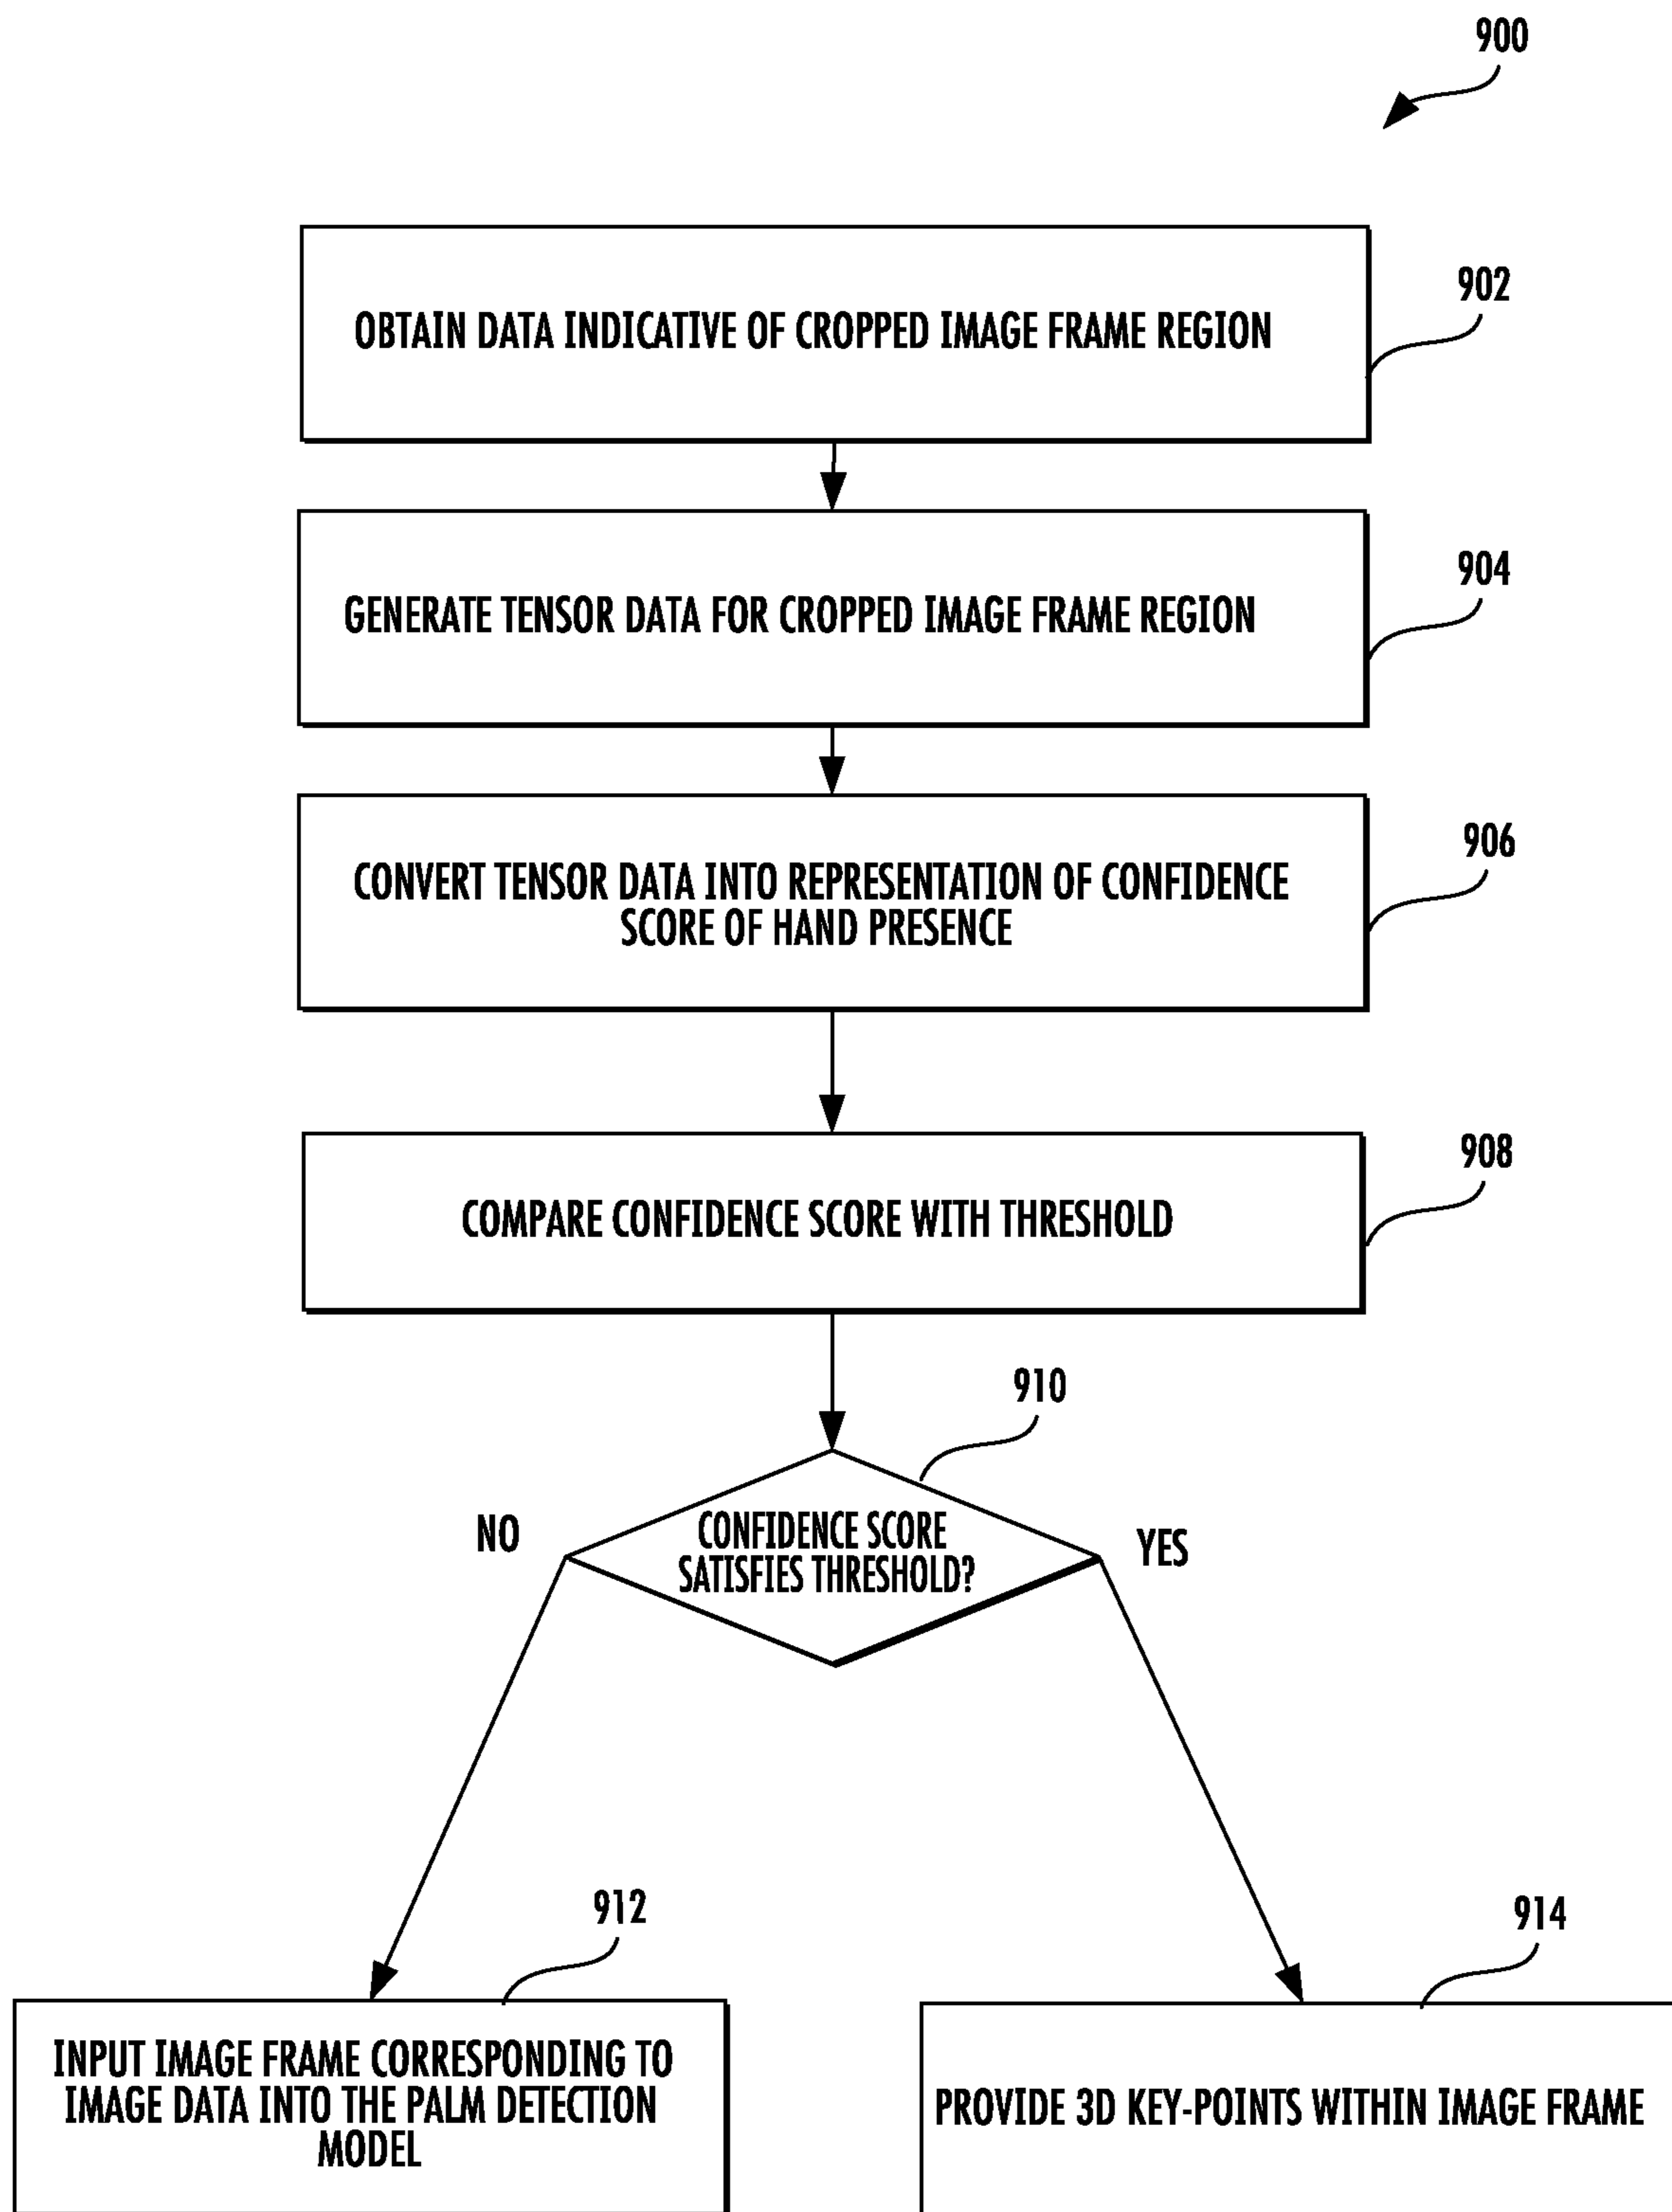 900
OBTAIN DATA INDICATIVE OF CROPPED IMAGE FRAME REGION
902
GENERATE TENSOR DATA FOR CROPPED IMAGE FRAME REGION
904
CONVERT TENSOR DATA INTO REPRESENTATION OF CONFIDENCE
SCORE OF HAND PRESENCE
906
COMPARE CONFIDENCE SCORE WITH THRESHOLD
908
910
CONFIDENCE SCORE
SATISFIES THRESHOLD?
NO
YES
912
INPUT IMAGE FRAME CORRESPONDING TO
IMAGE DATA INTO THE PALM DETECTION
MODEL
914
PROVIDE 3D KEY-POINTS WITHIN IMAGE FRAME